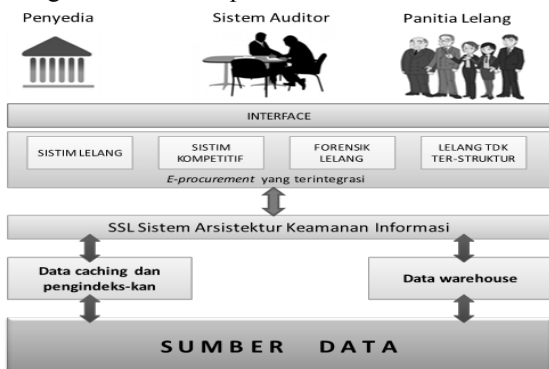 Penyedia
Sistem Auditor
Panitia Lelang
INTERFACE
SISTIM LELANG
SISTIM
KOMPETITIF
FORENSIK
LELANG
LELANG TDK
TER-STRUKTUR
E-procurement yang terintegrasi
SSL Sistem Arsistektur Keamanan Informasi
Data caching dan
pengindeks-kan
Data warehouse
SUMBER DATA